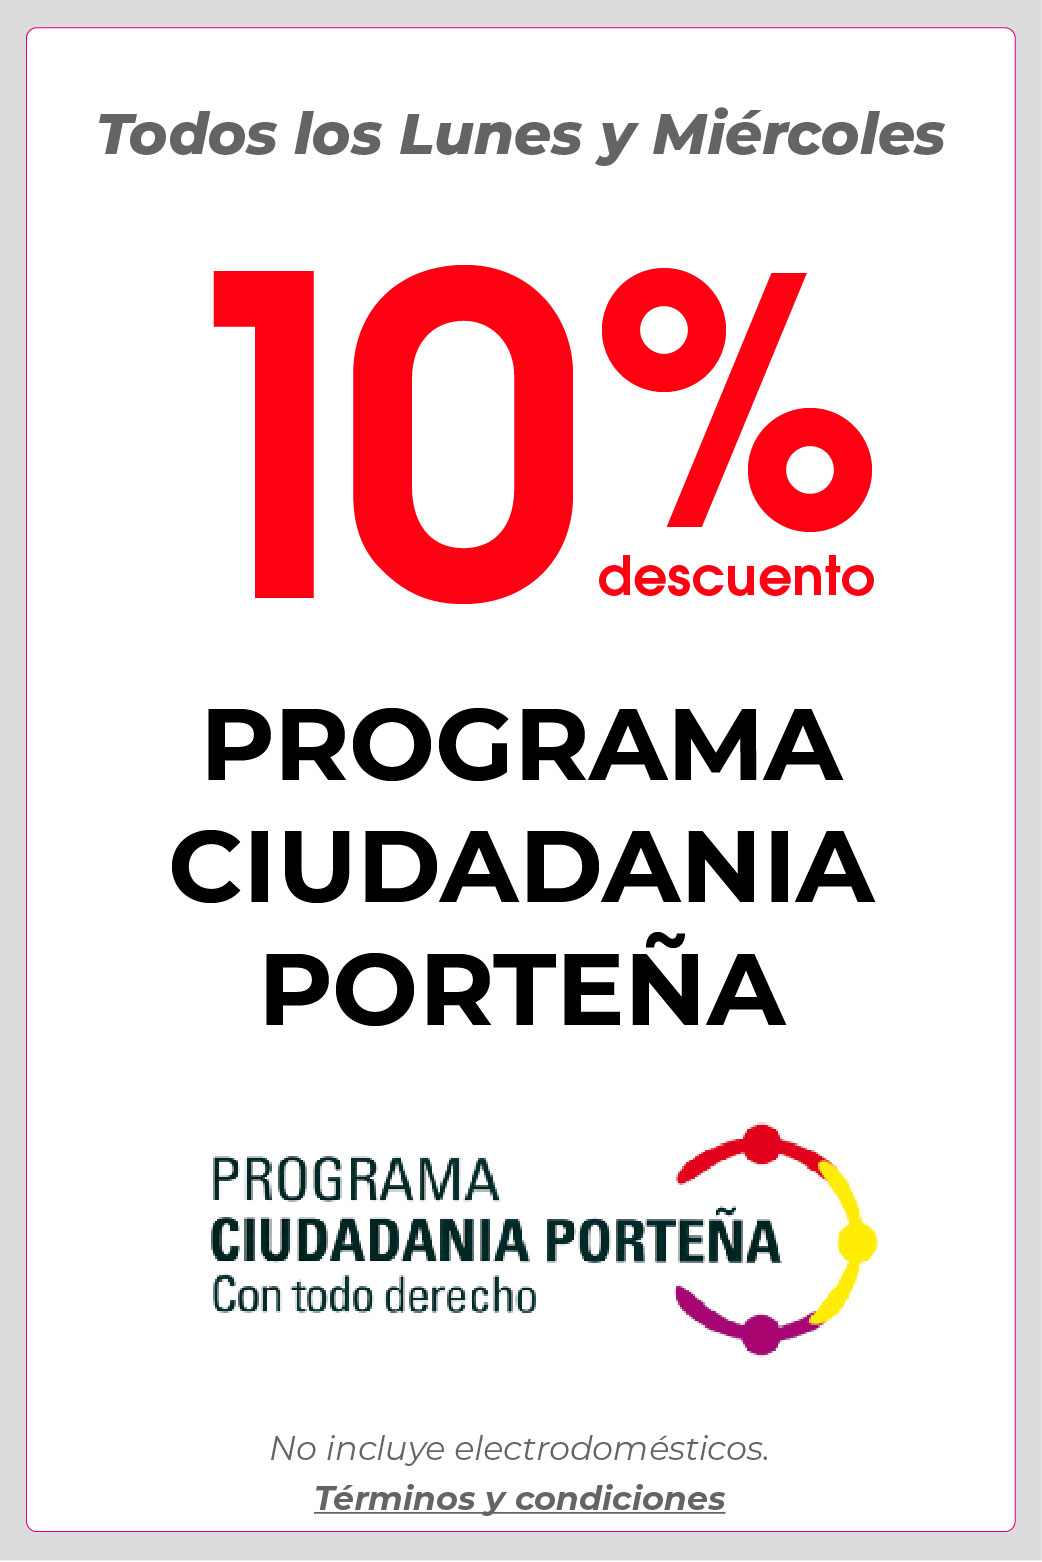 Todos los Lunes y Miércoles
10%
descuento
PROGRAMA
CIUDADANIA
PORTEÑA
PROGRAMA
CIUDADANIA PORTEÑA
Con todo derecho
No incluye electrodomésticos.
Términos y condiciones